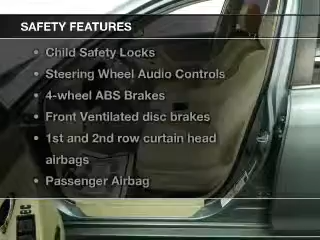 SAFETY FEATURES
• Child Safety Locks
• Steering Wheel Audio Controls
• 4-wheel ABS Brakes
• Front Ventilated disc brakes
• 1st and 2nd row curtain head
airbags
• Passenger Airbag